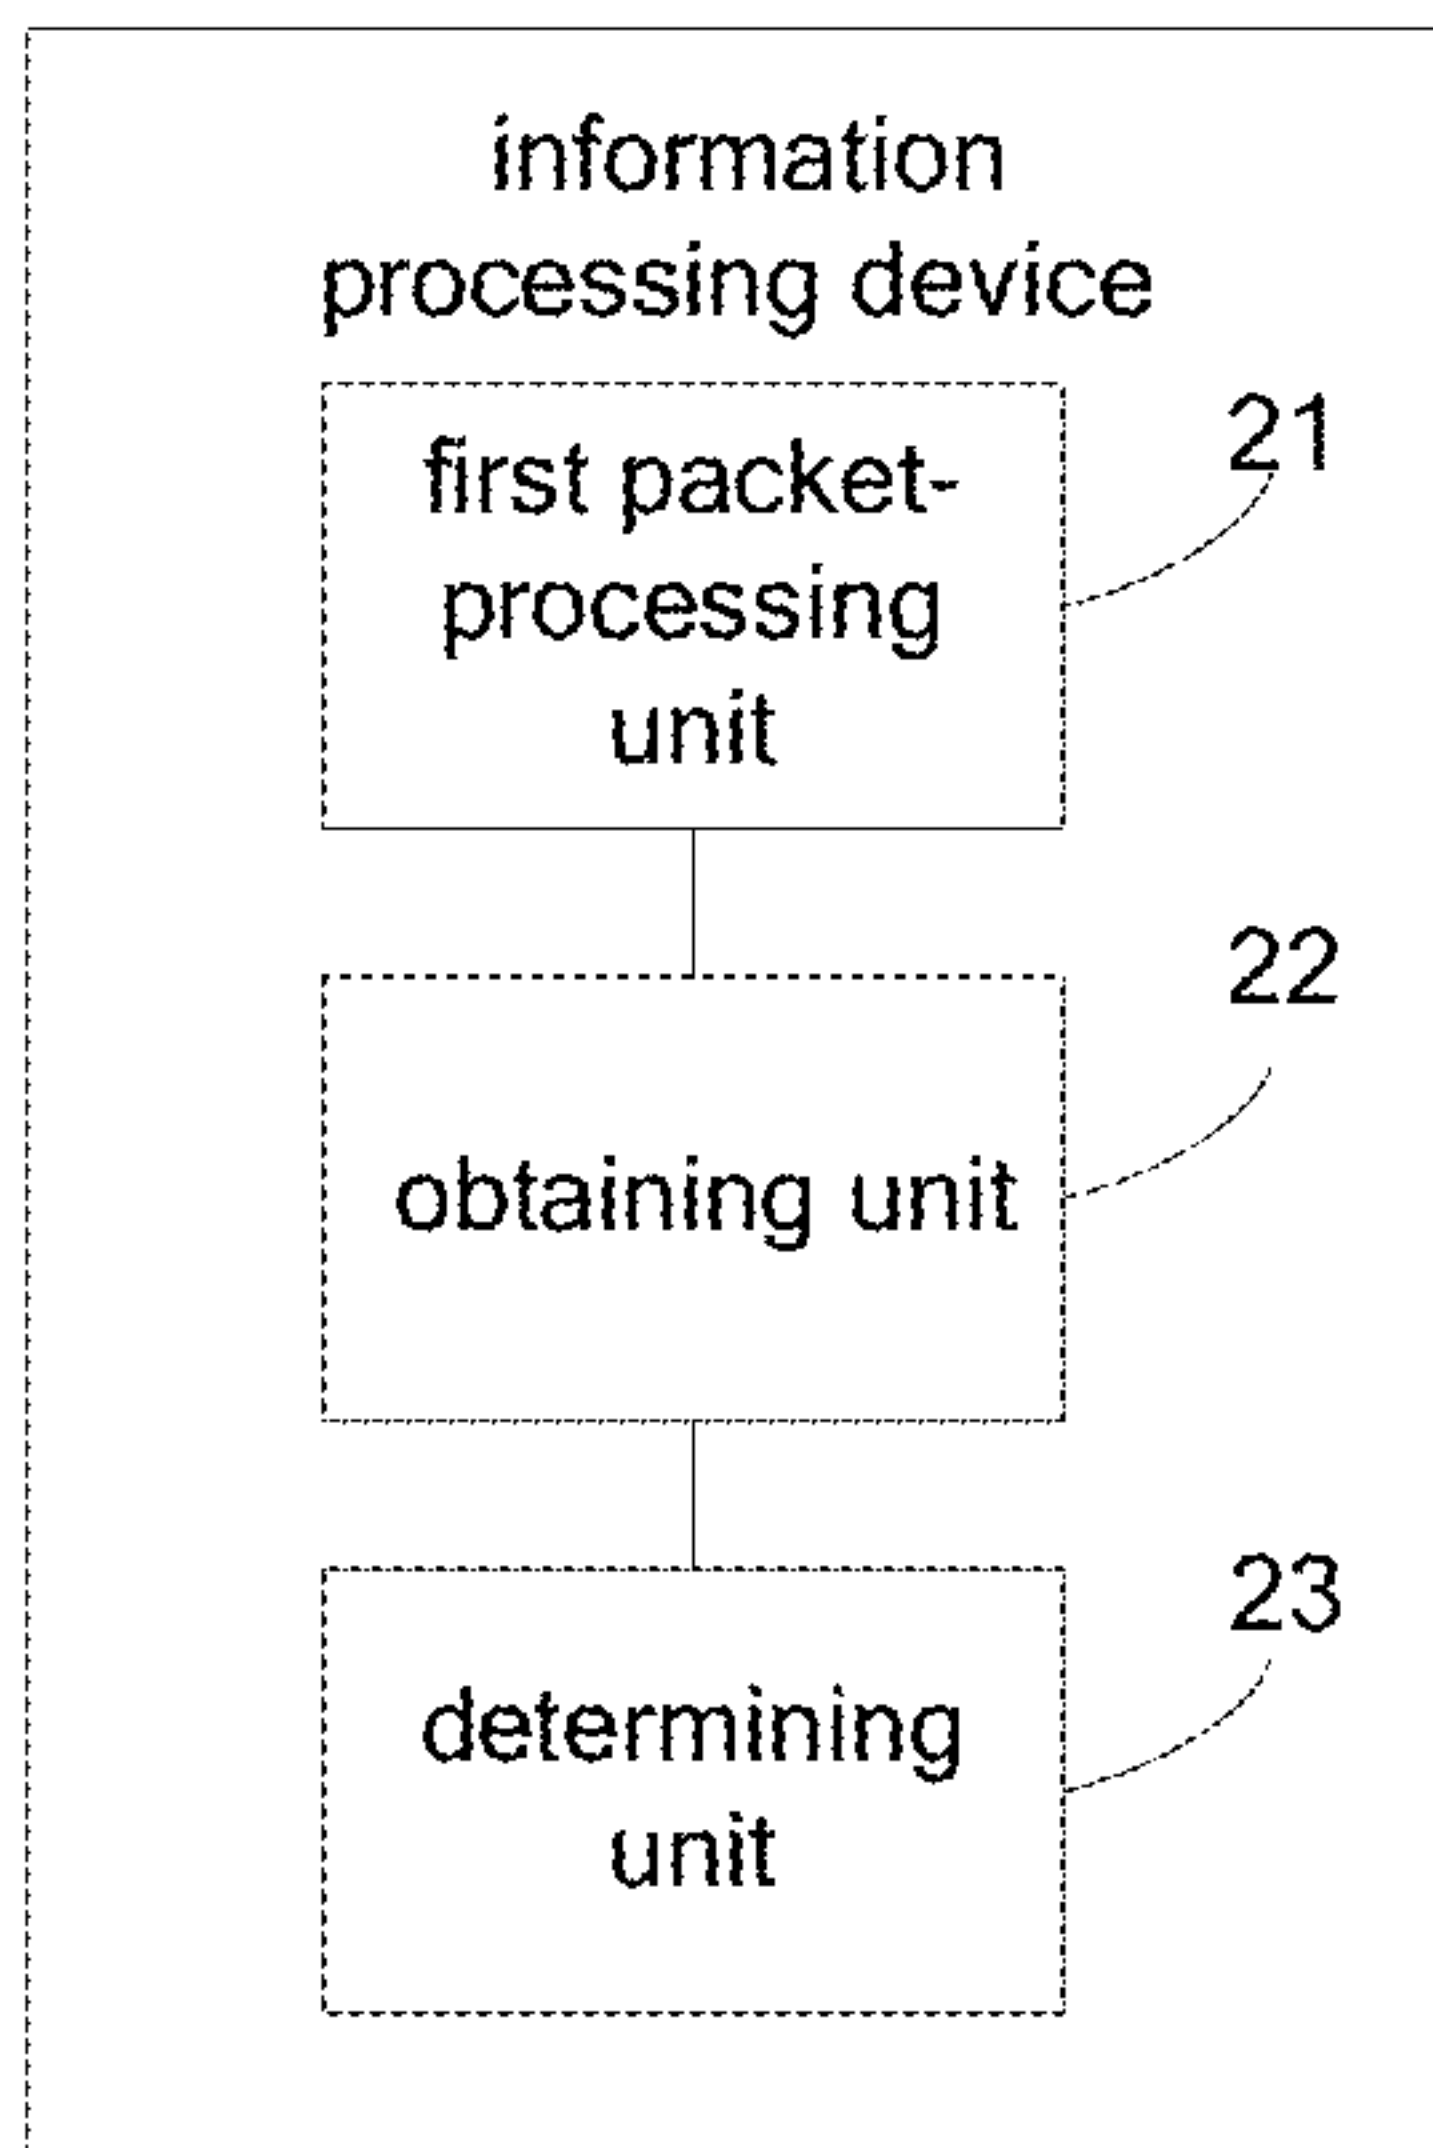 information
processing device
first packet-
processing
unit
21
obtaining unit
22
determining
unit
23